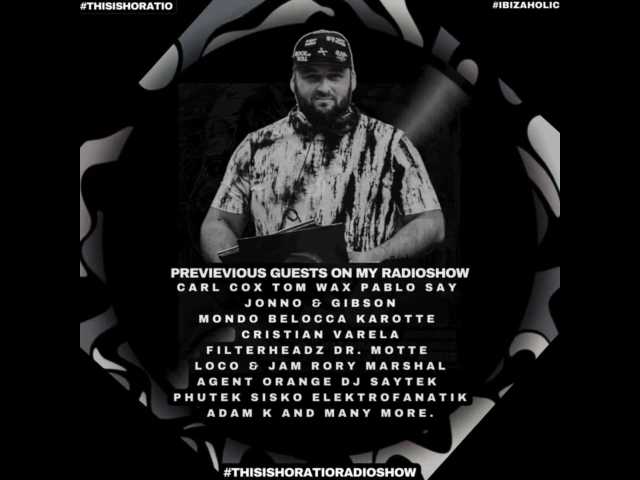 #THISISHORATIO
#IBIZAHOLIC
PREVIEVIOUS GUESTS ON MY RADIOSHOW
CARL COX TOM WAX PABLO SAY
JONNO & GIBSON
MONDO BELOCCA KAROTTE
CRISTIAN VARELA
FILTERHEADZ DR. MOTTE
LOCO & JAM RORY MARSHAL
AGENT ORANGE DJ SAYTEK
PHUTEK SISKO ELEKTROFANATIK
ADAM K AND MANY MORE.
#THISISHORATIORADIOSHOW